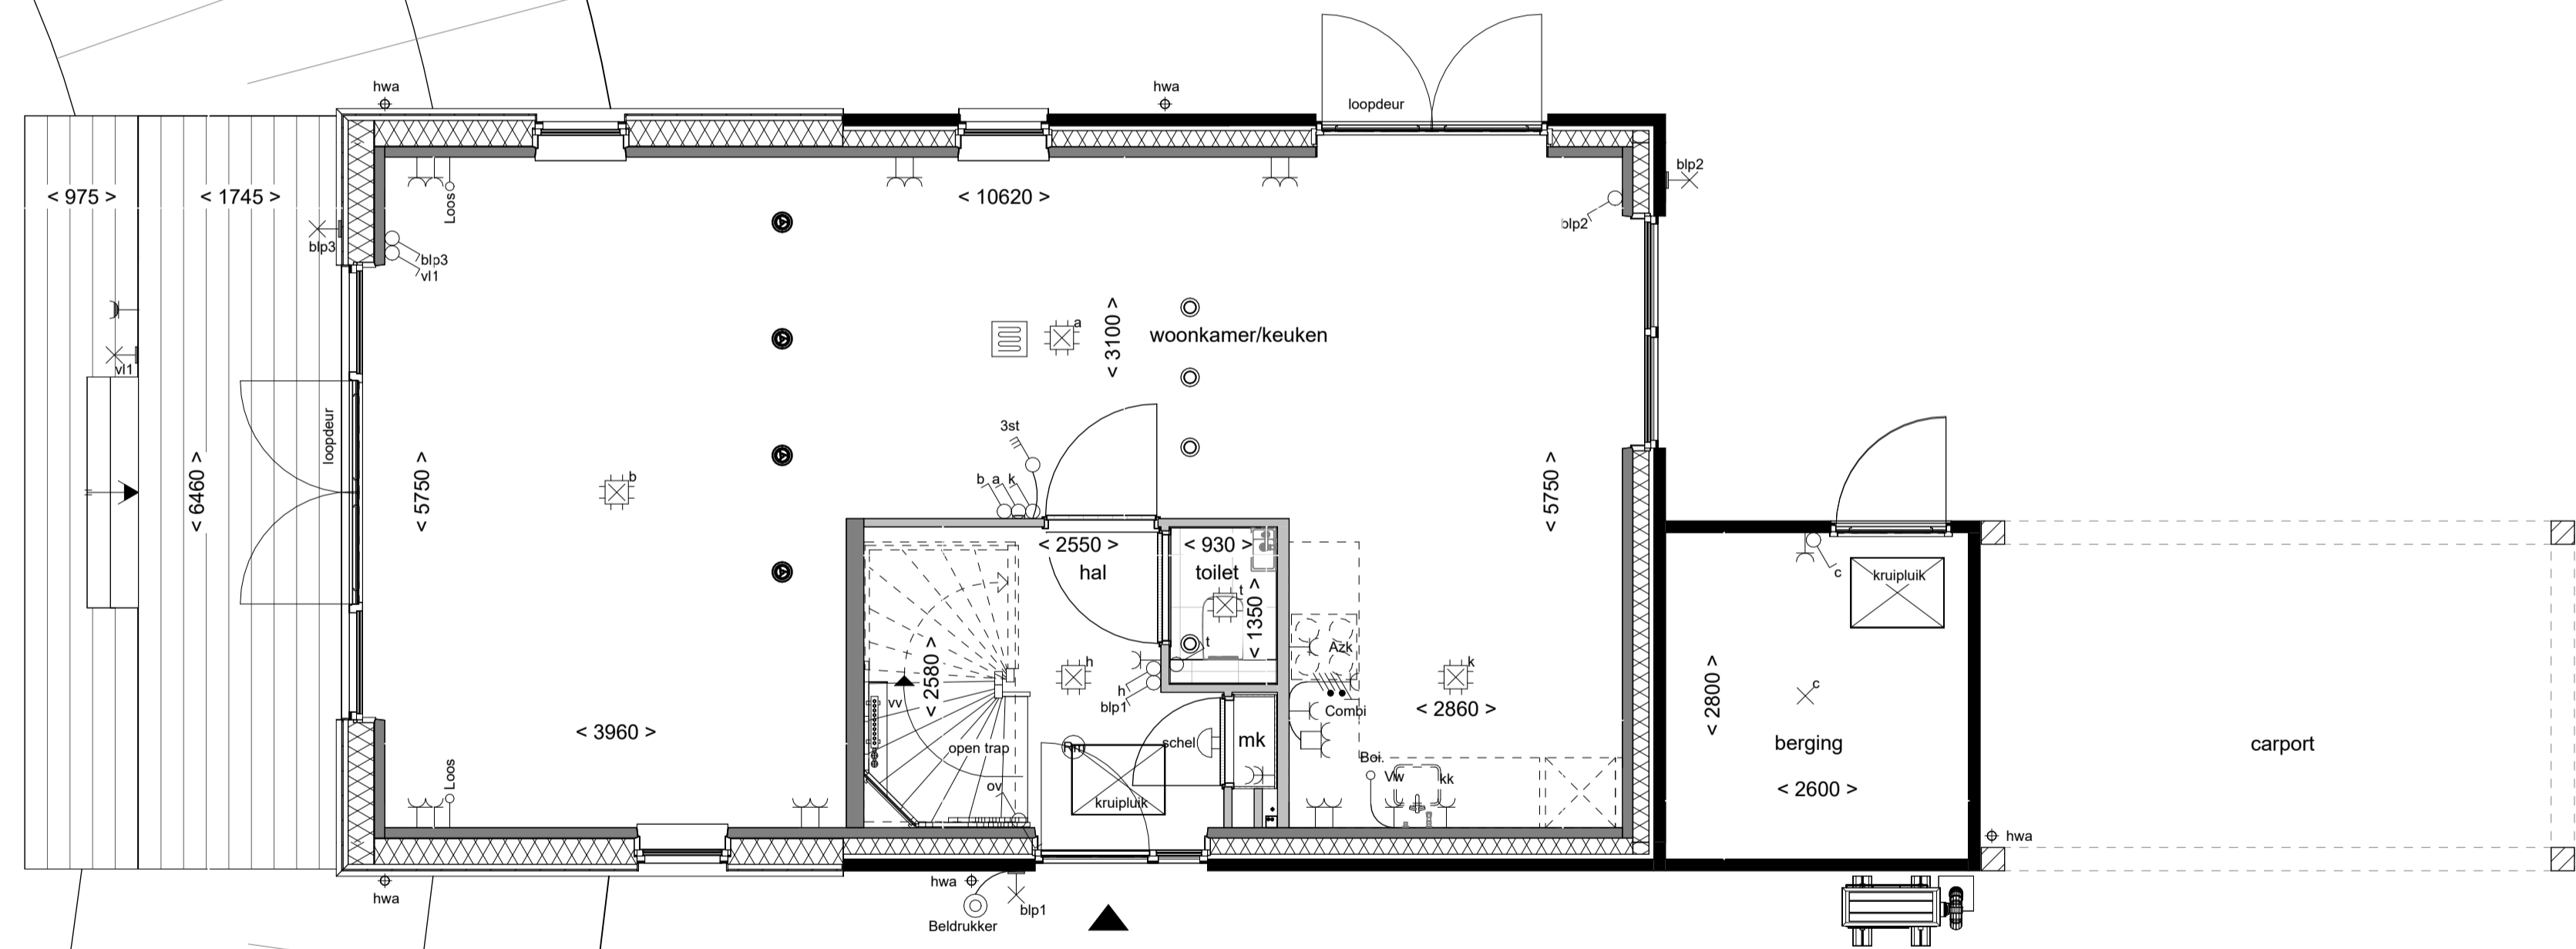 hwa
hwa
loopdeur
blp2
< 975 >
< 1745 >
Loos
< 10620 >
blp2
blp3
blp3
vl1
a
< 3100 >
woonkamer/keuken
vl1
loopdeur
3st
b a k
b
< 6460 >
< 5750 >
< 5750 >
< 2550 >
hal
< 930 >
toilet
t
< 1350 >
t
c
kruipluik
Azk
h
k
h
blp1
< 2580 >
vv
Combi
< 2860 >
< 2800 >
c
< 3960 >
open trap
Rm
schel
mk
berging
carport
Boi.
Vw
kk
Loos
ov
kruipluik
< 2600 >
hwa
hwa
hwa
blp1
Beldrukker